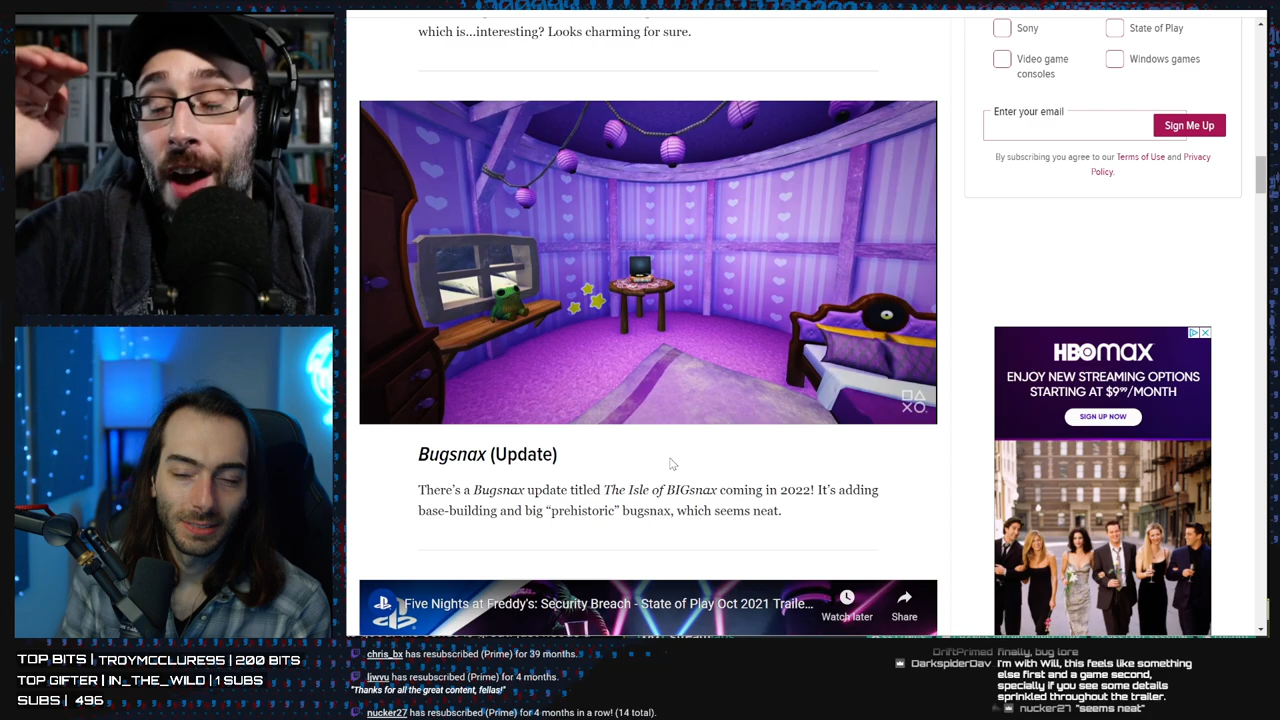 which is...interesting? Looks charming for sure.
Bugsnax (Update)
There's a Bugsnax update titled The Isle of BIGsnax coming in 2022! It's adding
base-building and big "prehistoric" bugsnax, which seems neat.
Five Nights at Freddy's: Security Breach - State of Play Oct 2021 Traile...
Watch later
Share
Sony
State of Play
Video game
consoles
Windows games
Enter your email
Sign Me Up
By subscribing you agree to our Terms of Use and Privacy
Policy.
HBOMAX
ENJOY NEW STREAMING OPTIONS
STARTING AT $9⁹⁹/MONTH
SIGN UP NOW
TOP BITS | TROYMCCLURE95 | 200 BITS
TOP GIFTER | IN_THE_WILD | 1 SUBS
SUBS | 496
chris_bx has resubscribed (Prime) for 39 months.
ljwvu has resubscribed (Prime) for 4 months.
"Thanks for all the great content, fellas!"
nucker27 has resubscribed (Prime) for 4 months in a row! (14 total).
DriftPrimed finally, bug lore
DarkspiderDav I'm with Will, this feels like something
else first and a game second,
specially if you see some details
sprinkled throughout the trailer.
nucker27 "seems neat"